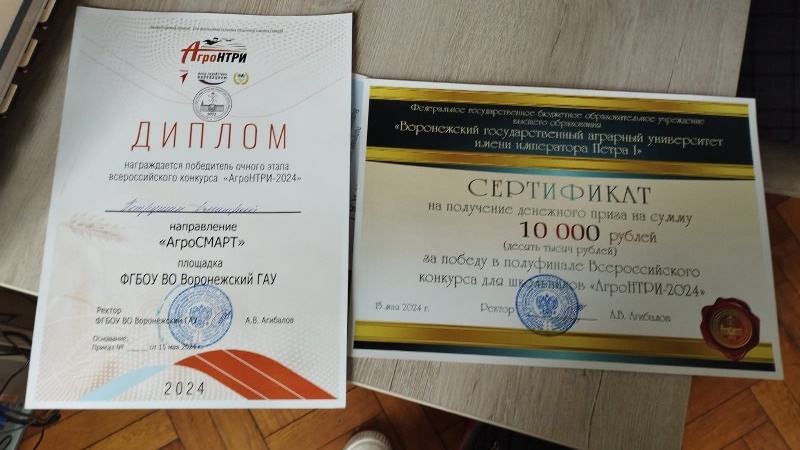 АгроНТРИ
ДИПЛОМ
награждается победитель очного этапа
всероссийского конкурса «АгроНТРИ-2024»
направление
«АгроСМАРТ»
площадка
ФГБОУ ВО Воронежский ГАУ
Ректор
ФГБОУ ВО Воронежский ГАУ
А.В. Агибалов
Основание:
Приказ № от 15 мая 2024 г.
2024
Федеральное государственное бюджетное образовательное учреждение
высшего образования
«Воронежский государственный аграрный университет
имени императора Петра I»
СЕРТИФИКАТ
на получение денежного приза на сумму
10 000 рублей
(десять тысяч рублей)
за победу в полуфинале Всероссийского
конкурса для школьников «АгроНТРИ-2024»
15 мая 2024 г.
Ректор
А.В. Агибалов